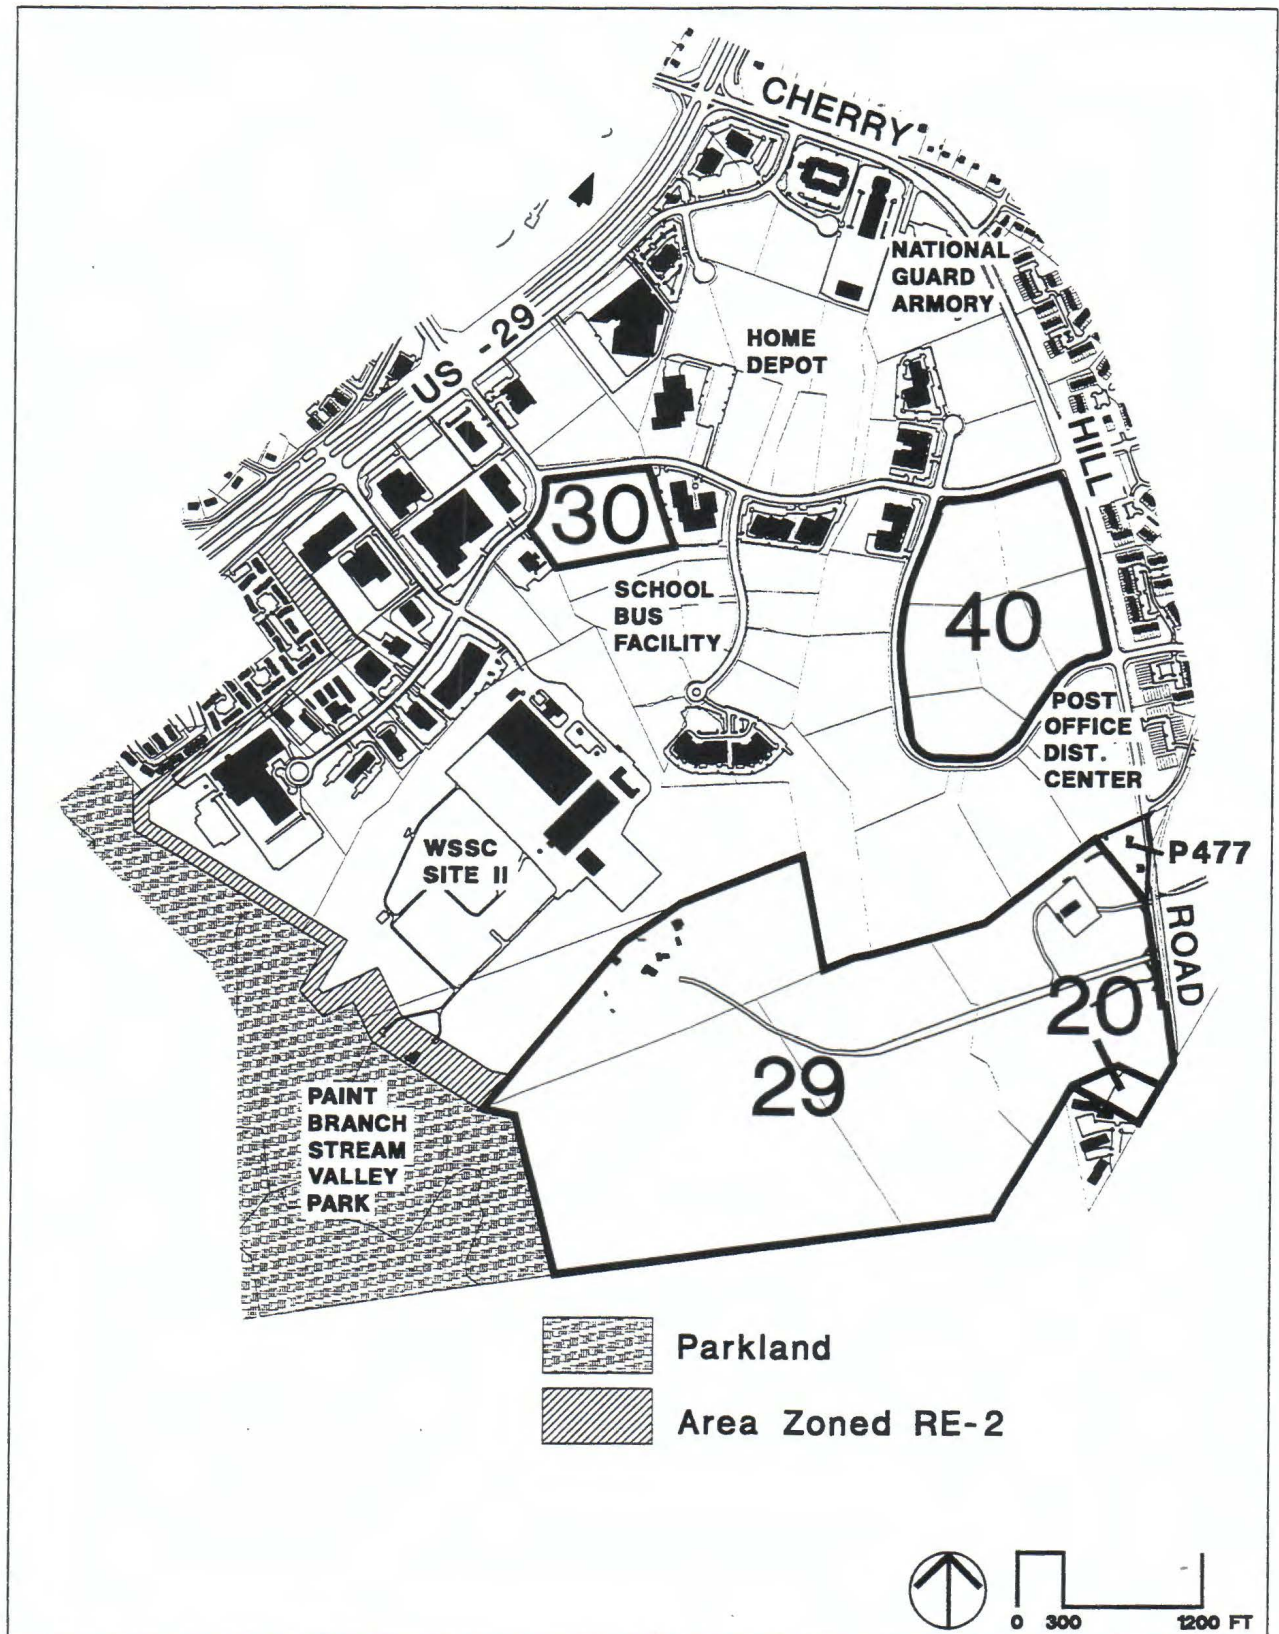 CHERRY
NATIONAL
GUARD
ARMORY
HOME
DEPOT
US -29
HILL
30
SCHOOL
BUS
FACILITY
40
POST
OFFICE
DIST.
CENTER
WSSC
SITE II
P477
ROAD
20
29
PAINT
BRANCH
STREAM
VALLEY
PARK
Parkland
Area Zoned RE-2
0 300 1200 FT